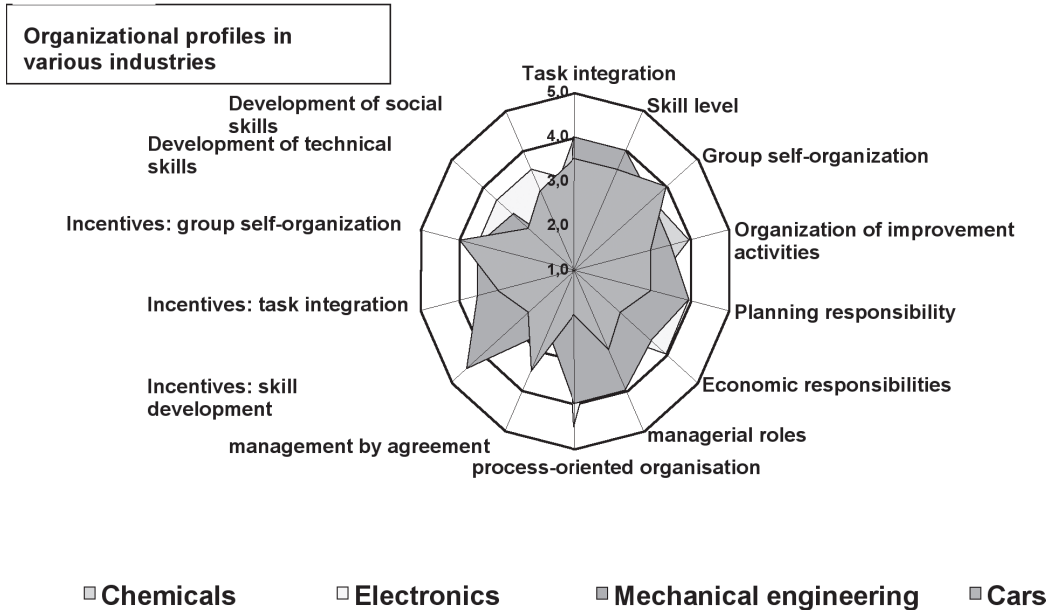 Organizational profiles in
various industries
Task integration
5,0
Development of social
skills
Skill level
4,0
Development of technical
skills
Group self-organization
3,0
Incentives: group self-organization
2,0
Organization of improvement
activities
1,0
Incentives: task integration
Planning responsibility
Incentives: skill
development
Economic responsibilities
management by agreement
managerial roles
process-oriented organisation
Chemicals
Electronics
Mechanical engineering
Cars